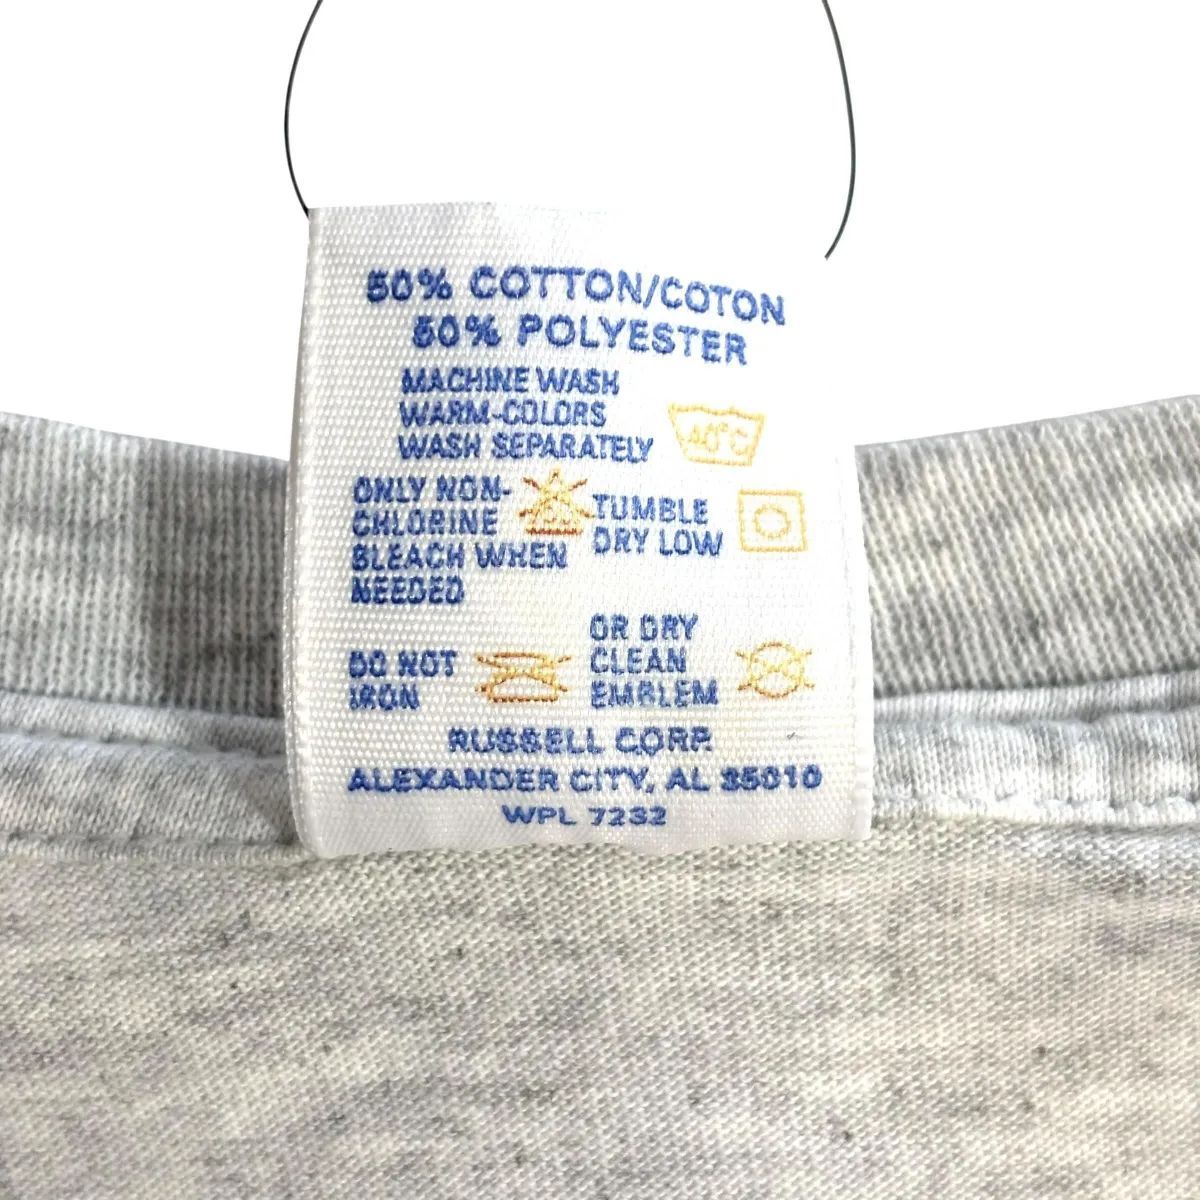 50% COTTON/COTON
50% POLYESTER
MACHINE WASH
WARM-COLORS
WASH SEPARATELY
40°C
ONLY NON-
CHLORINE
BLEACH WHEN
NEEDED
TUMBLE
DRY LOW
DO NOT
IRON
OR DRY
CLEAN
EMBLEM
RUSSELL CORP.
ALEXANDER CITY, AL 35010
WPL 7232